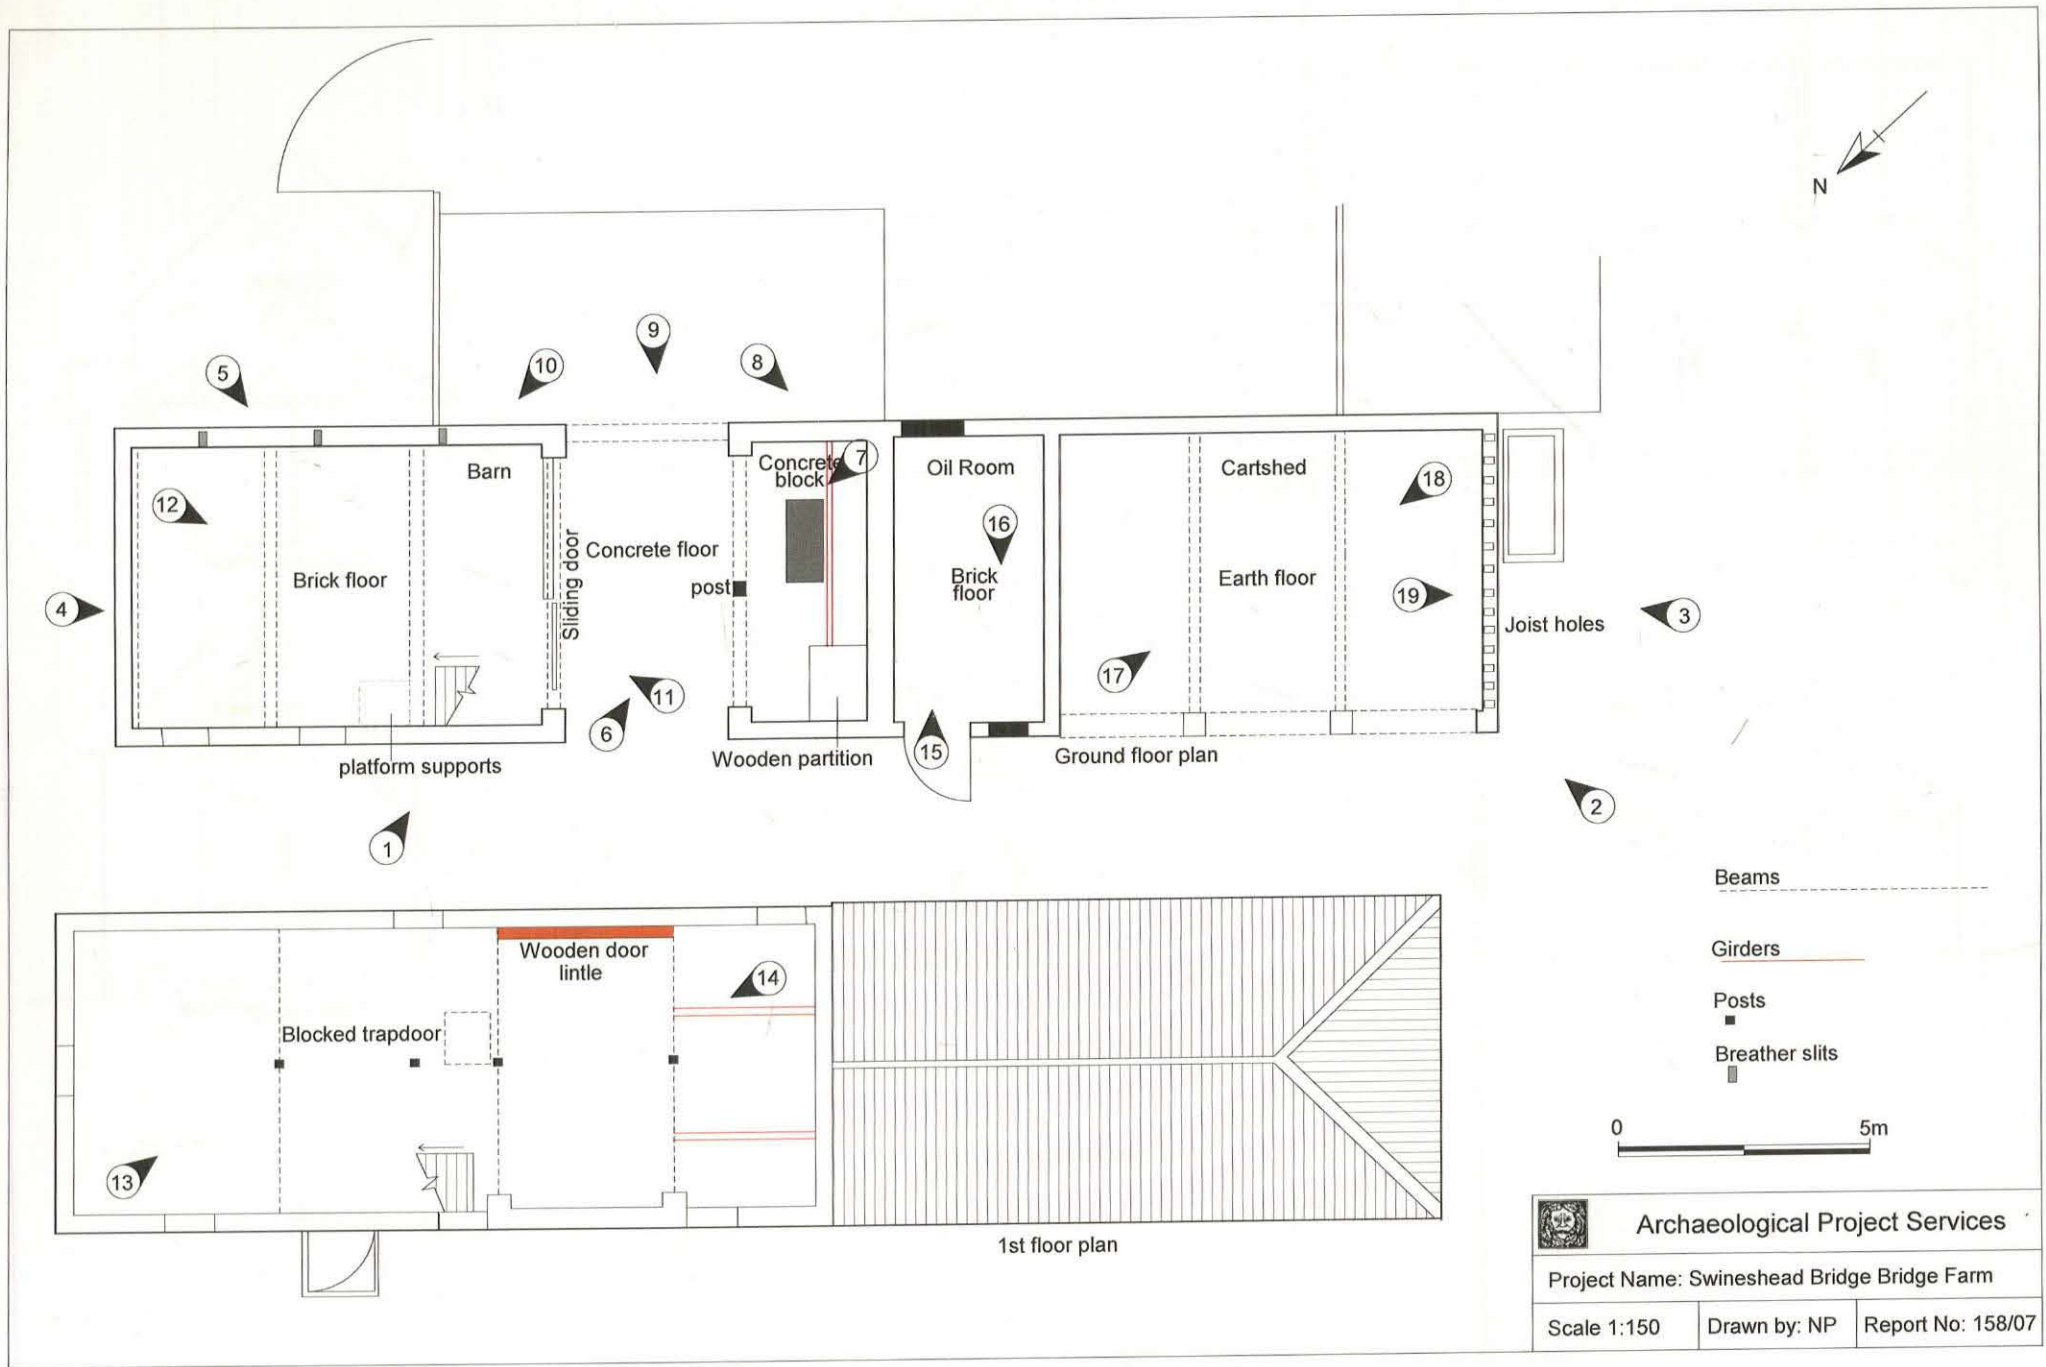 N
5
10
9
8
Barn
12
Brick floor
4
Sliding door
Concrete floor
post
Concrete
block
7
Oil Room
16
Brick
floor
Cartshed
18
Earth floor
19
17
Joist holes
3
11
6
platform supports
Wooden partition
15
Ground floor plan
1
2
Wooden door
lintle
14
Blocked trapdoor
13
1st floor plan
Beams
Girders
Posts
Breather slits
0 5m
Archaeological Project Services
Project Name: Swineshead Bridge Bridge Farm
Scale 1:150 Drawn by: NP Report No: 158/07